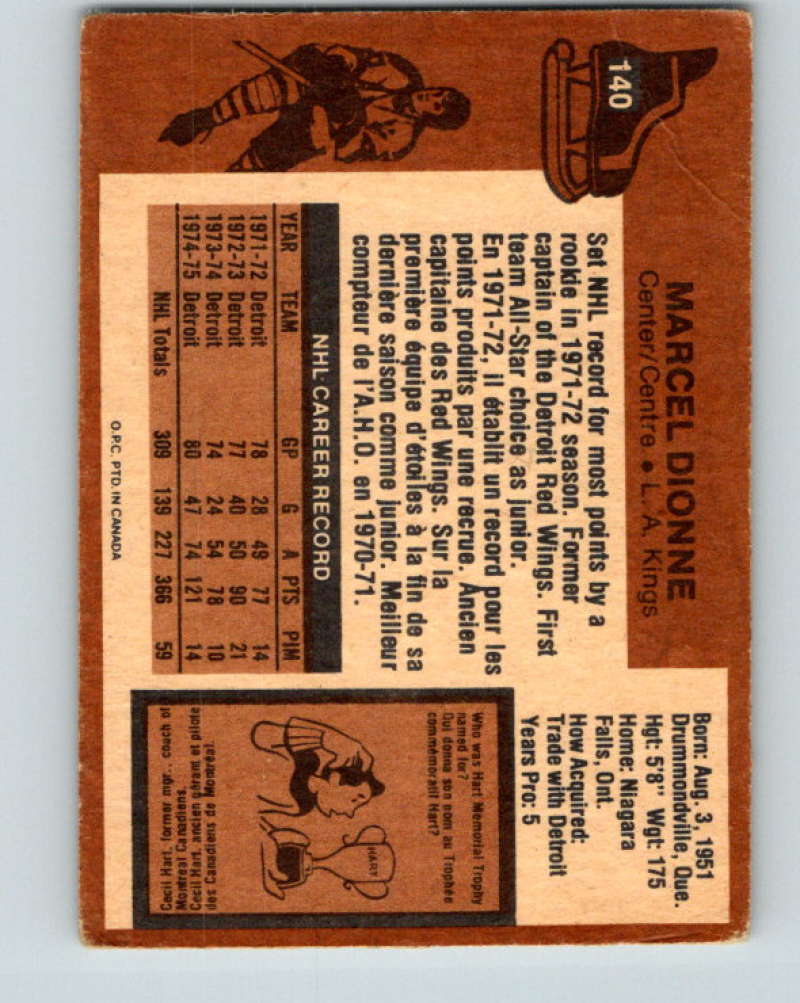 140
MARCEL DIONNE
Center/Centre • L. A. Kings
Set NHL record for most points by a
rookie in 1971-72 season. Former
captain of the Detroit Red Wings. First
team All-Star choice as junior.
En 1971-72, il établit un record pour les
points produits par une recrue. Ancien
capitaine des Red Wings. Sur la
première équipe d'étoiles à la fin de sa
dernière saison comme junior. Meilleur
compteur de l'A.H.O. en 1970-71.
NHL CAREER RECORD
YEAR TEAM GP G A PTS PIM
1971-72 Detroit 78 28 49 77 14
1972-73 Detroit 77 40 50 90 21
1973-74 Detroit 74 24 54 78 10
1974-75 Detroit 80 47 74 121 14
NHL Totals 309 139 227 366 59
O.P.C. PTD. IN CANADA
Born: Aug. 3, 1951
Drummondville, Que.
Hgt: 5'8" Wgt: 175
Home: Niagara
Falls, Ont.
How Acquired:
Trade with Detroit
Years Pro: 5
Who was Hart Memorial Trophy
named for?
Qui donna son nom au Trophée
commémoratif Hart?
HART
Cecil Hart, former mgr., coach of
Montreal Canadiens.
Cecil Hart, ancien gérant et pilote
des Canadiens de Montréal.